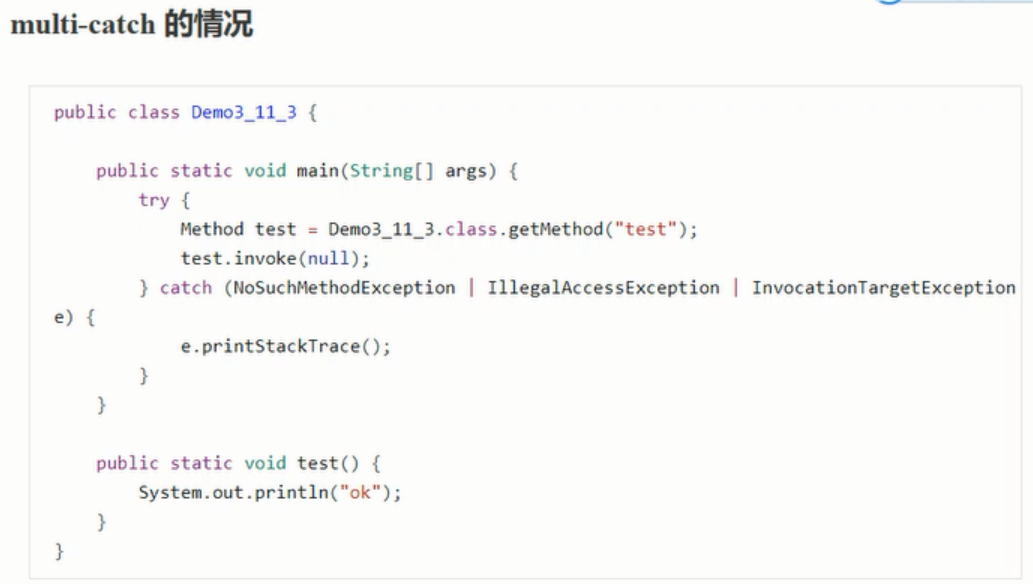 multi-catch 的情况
public class Demo3_11_3 {
public static void main(String[] args) {
try {
Method test = Demo3_11_3.class.getMethod("test");
test.invoke(null);
} catch (NoSuchMethodException | IllegalAccessException | InvocationTargetException
e) {
e.printStackTrace();
}
}
public static void test() {
System.out.println("ok");
}
}